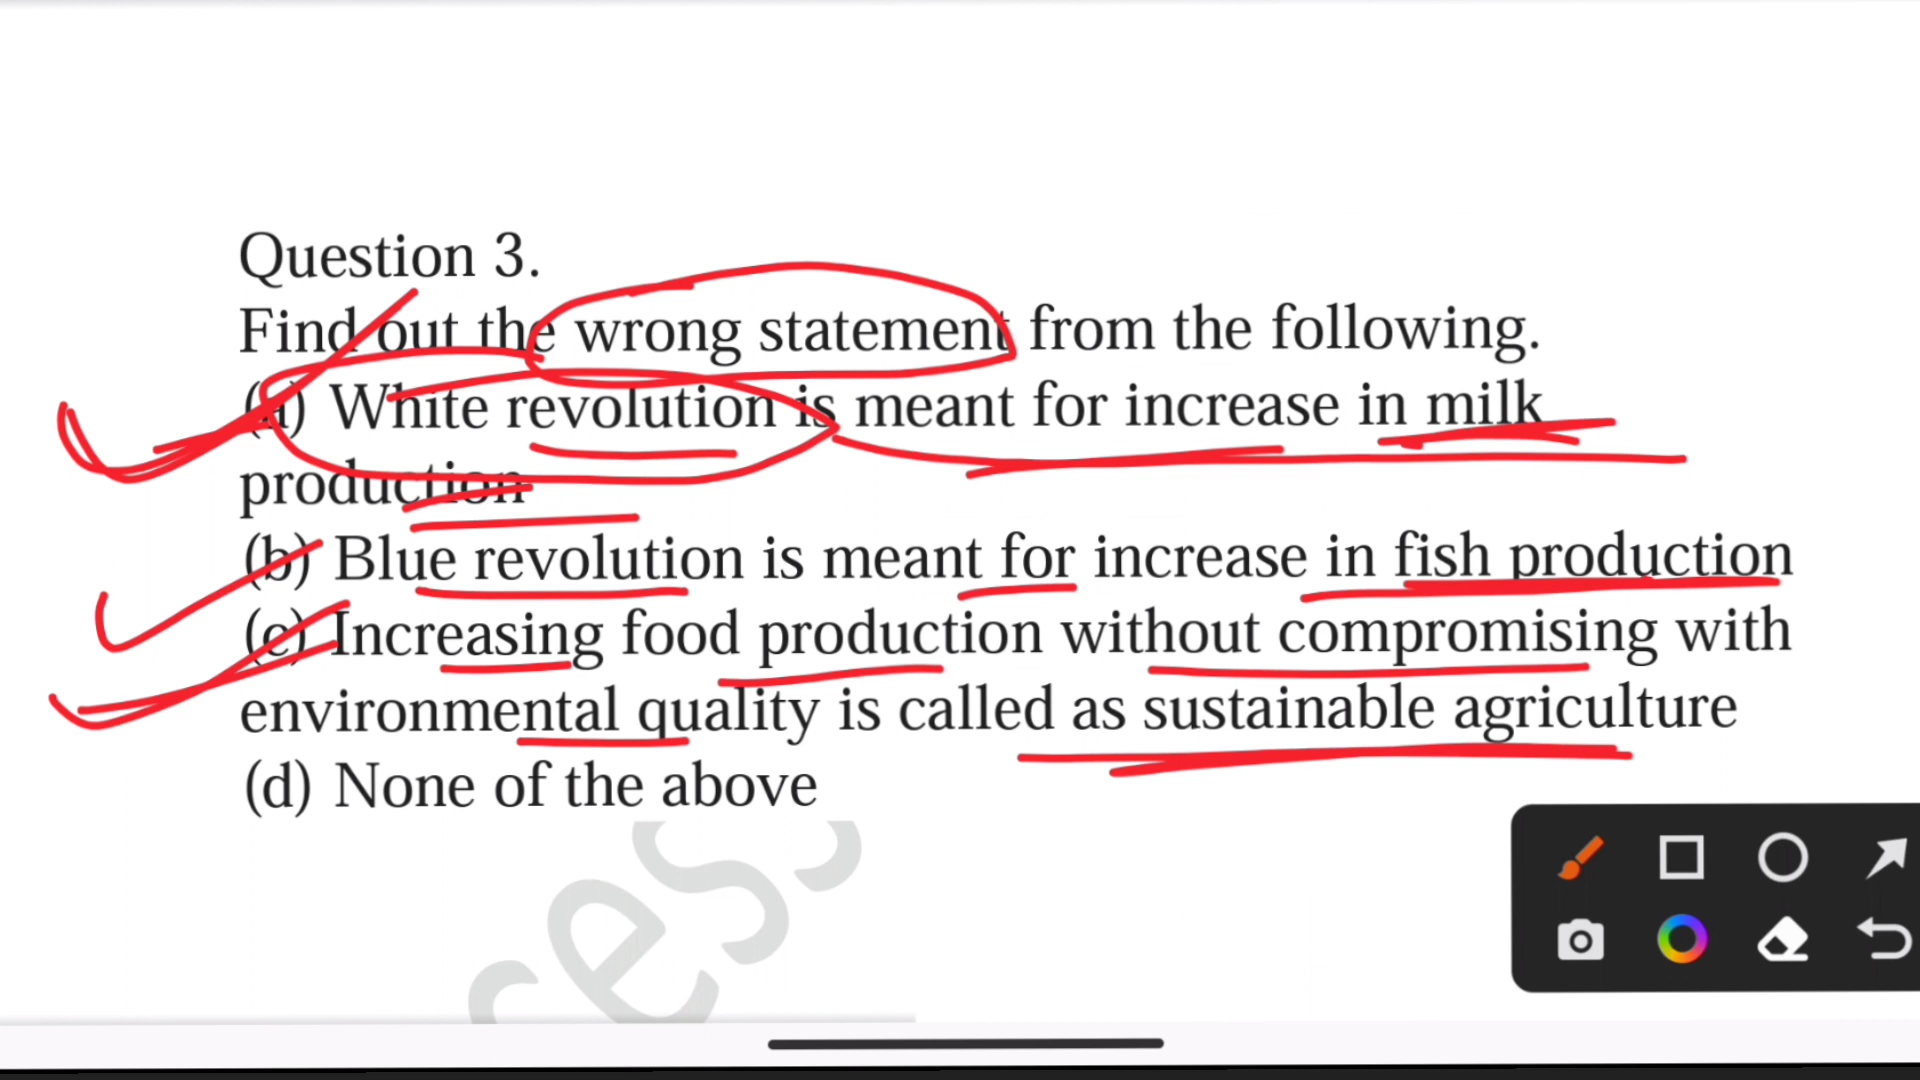 Question 3.
Find out the wrong statement from the following.
(a) White revolution is meant for increase in milk
production
(b) Blue revolution is meant for increase in fish production
(c) Increasing food production without compromising with
environmental quality is called as sustainable agriculture
(d) None of the above